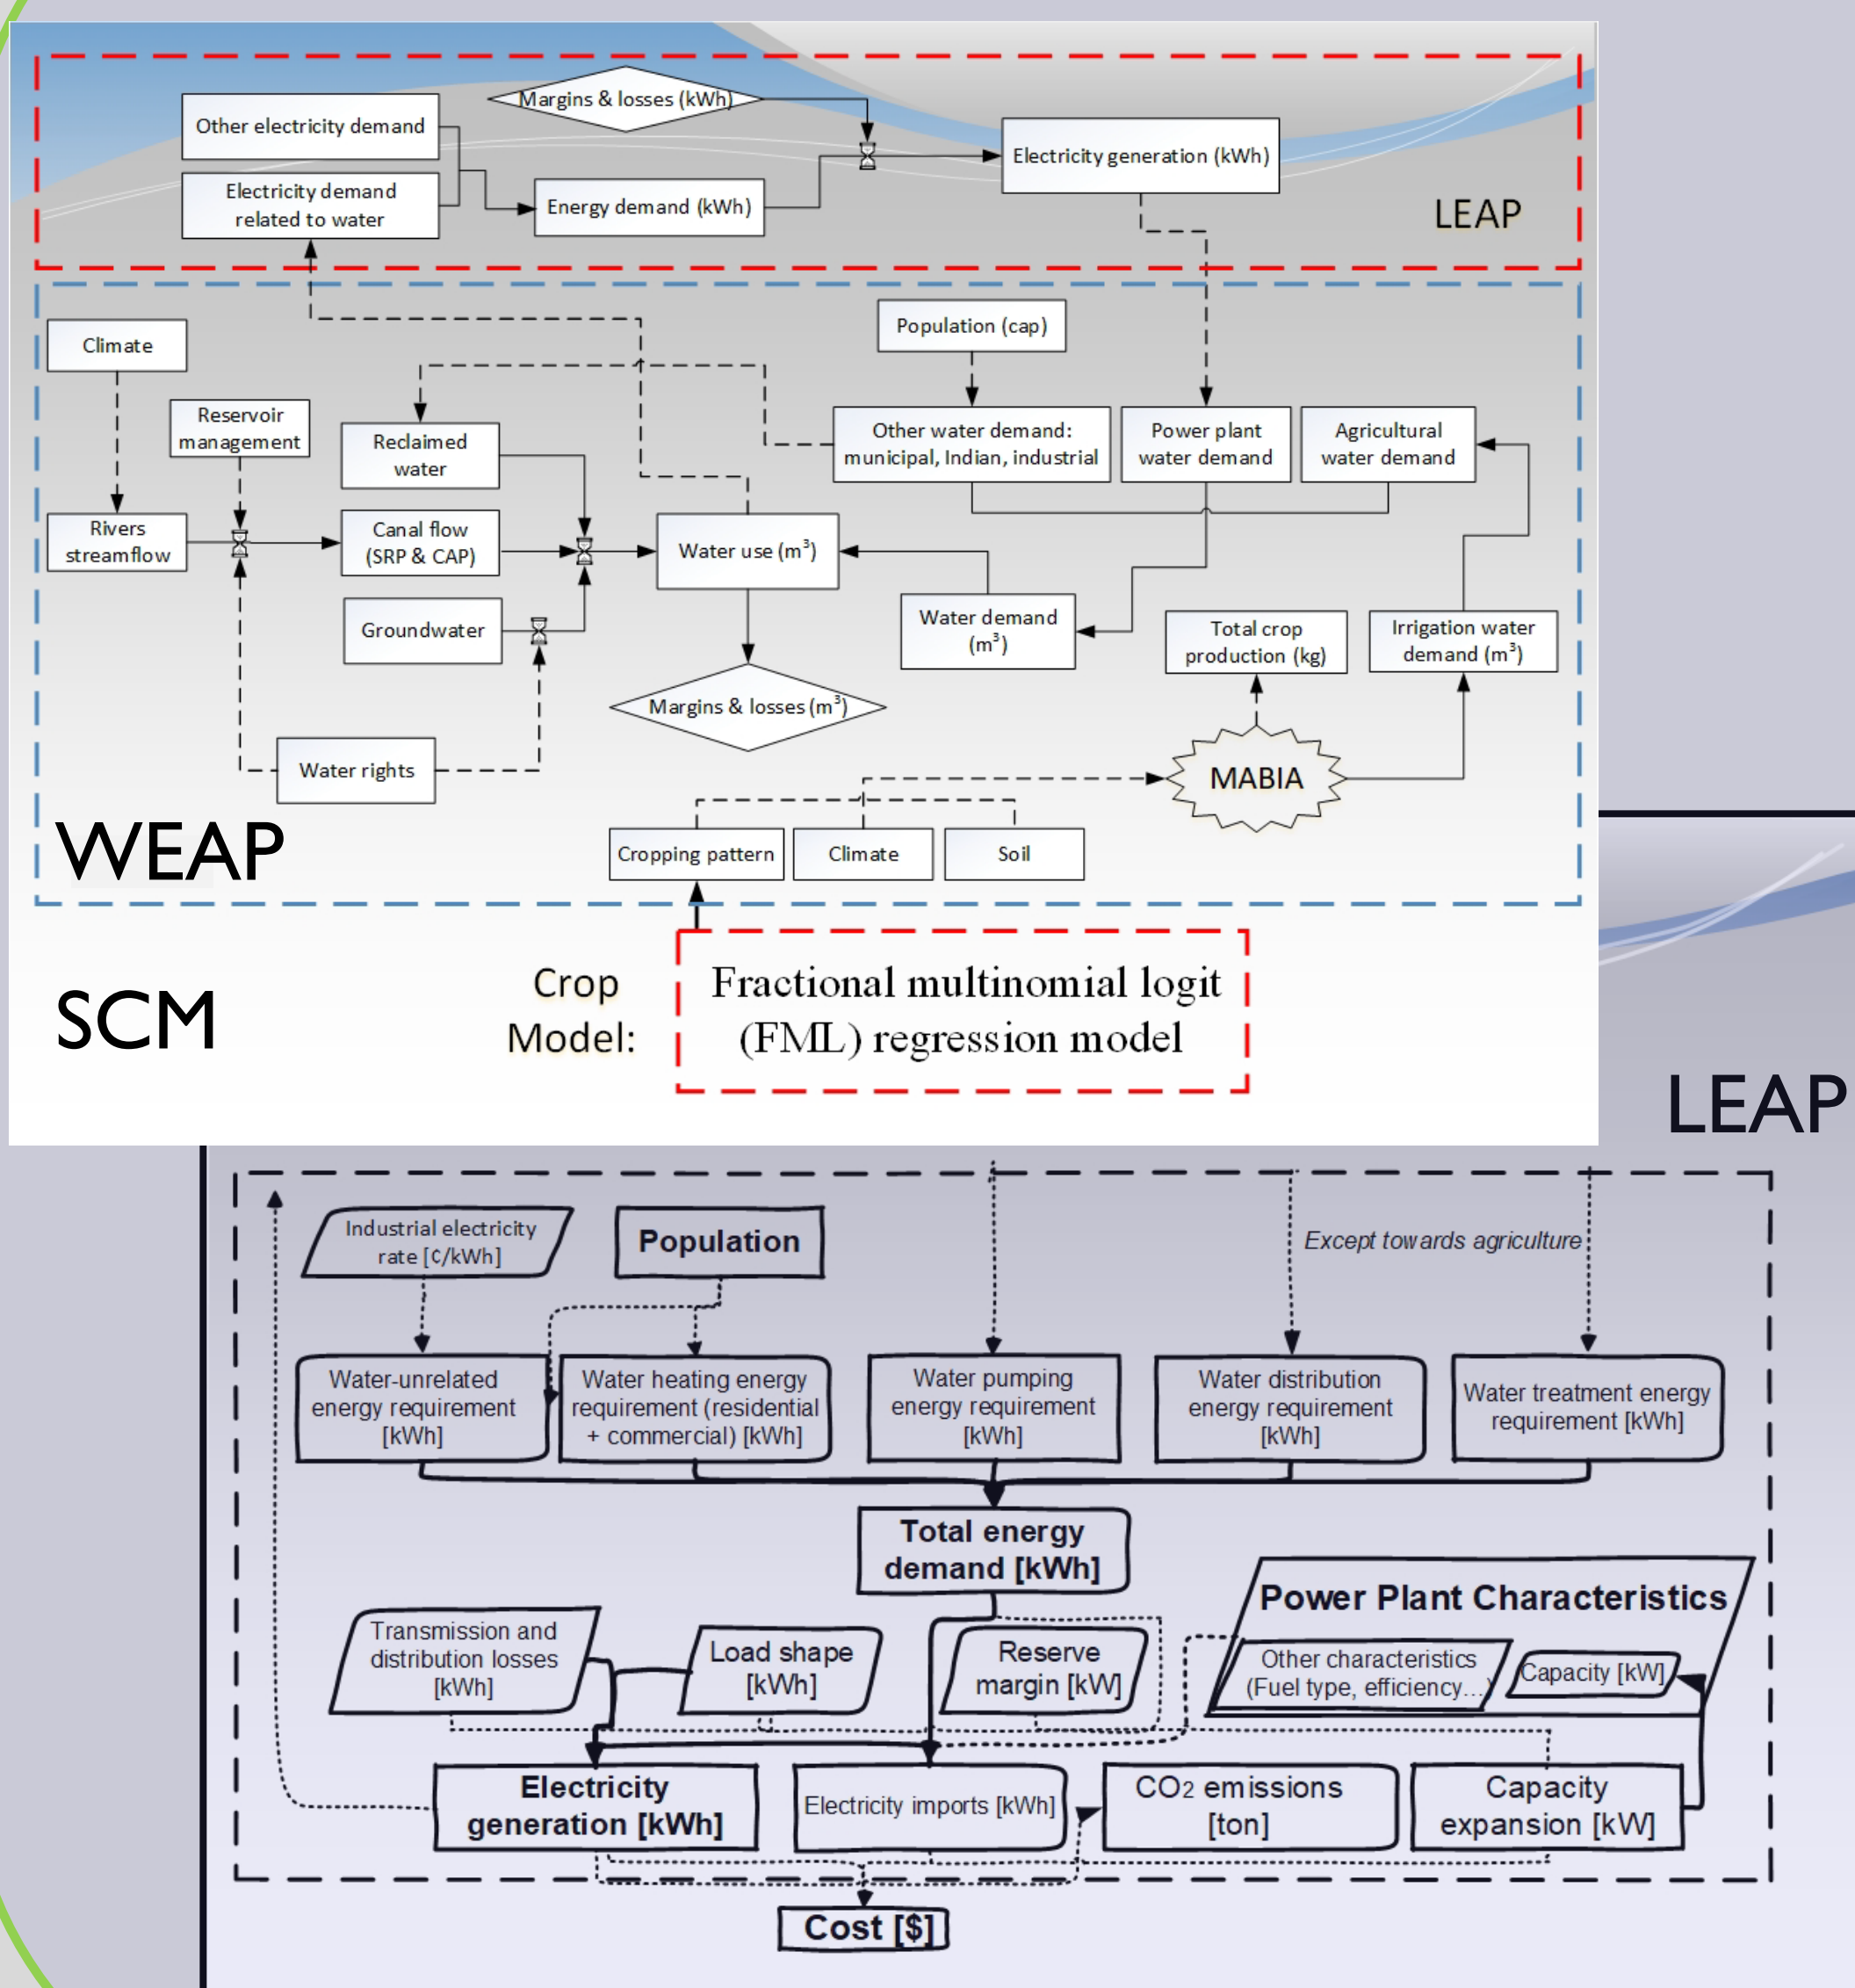 Margins & losses (kWh)
Other electricity demand
Electricity generation (kWh)
Electricity demand
related to water
Energy demand (kWh)
LEAP
Population (cap)
Climate
Reservoir
management
Reclaimed
water
Other water demand:
municipal, Indian, industrial
Power plant
water demand
Agricultural
water demand
Rivers
streamflow
Canal flow
(SRP & CAP)
Water use (m³)
Groundwater
Water demand
(m³)
Total crop
production (kg)
Irrigation water
demand (m³)
Margins & losses (m³)
Water rights
MABIA
WEAP
Cropping pattern
Climate
Soil
SCM
Crop
Model:
Fractional multinomial logit
(FML) regression model
LEAP
Industrial electricity
rate [¢/kWh]
Population
Except towards agriculture
Water-unrelated
energy requirement
[kWh]
Water heating energy
requirement (residential
+ commercial) [kWh]
Water pumping
energy requirement
[kWh]
Water distribution
energy requirement
[kWh]
Water treatment energy
requirement [kWh]
Total energy
demand [kWh]
Power Plant Characteristics
Transmission and
distribution losses
[kWh]
Load shape
[kWh]
Reserve
margin [kW]
Other characteristics
(Fuel type, efficiency...)
Capacity [kW]
Electricity
generation [kWh]
Electricity imports [kWh]
CO2 emissions
[ton]
Capacity
expansion [kW]
Cost [$]